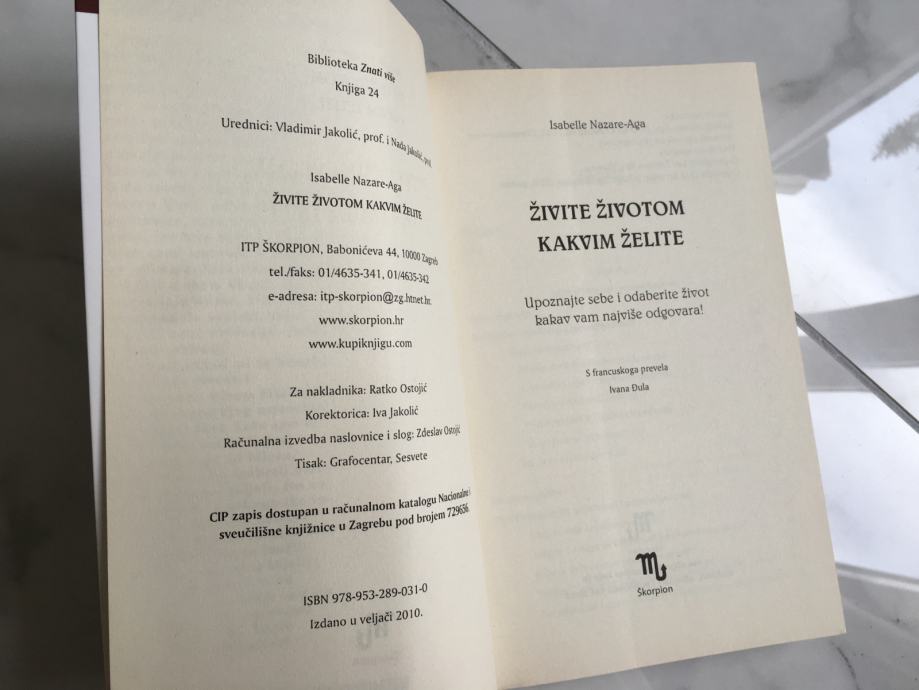 Biblioteka Znati više
Knjiga 24
Urednici: Vladimir Jakolić, prof. i Nada Jakolić, prof.
Isabelle Nazare-Aga
ŽIVITE ŽIVOTOM KAKVIM ŽELITE
ITP ŠKORPION, Babonićeva 44, 10000 Zagreb
tel./faks: 01/4635-341, 01/4635-342
e-adresa: itp-skorpion@zg.htnet.hr
www.skorpion.hr
www.kupiknjigu.com
Za nakladnika: Ratko Ostojić
Korektorica: Iva Jakolić
Računalna izvedba naslovnice i slog: Zdeslav Ostojić
Tisak: Grafocentar, Sesvete
CIP zapis dostupan u računalnom katalogu Nacionalne i
sveučilišne knjižnice u Zagrebu pod brojem 729636.
ISBN 978-953-289-031-0
Izdano u veljači 2010.
Isabelle Nazare-Aga
ŽIVITE ŽIVOTOM
KAKVIM ŽELITE
Upoznajte sebe i odaberite život
kakav vam najviše odgovara!
S francuskoga prevela
Ivana Đula
Škorpion